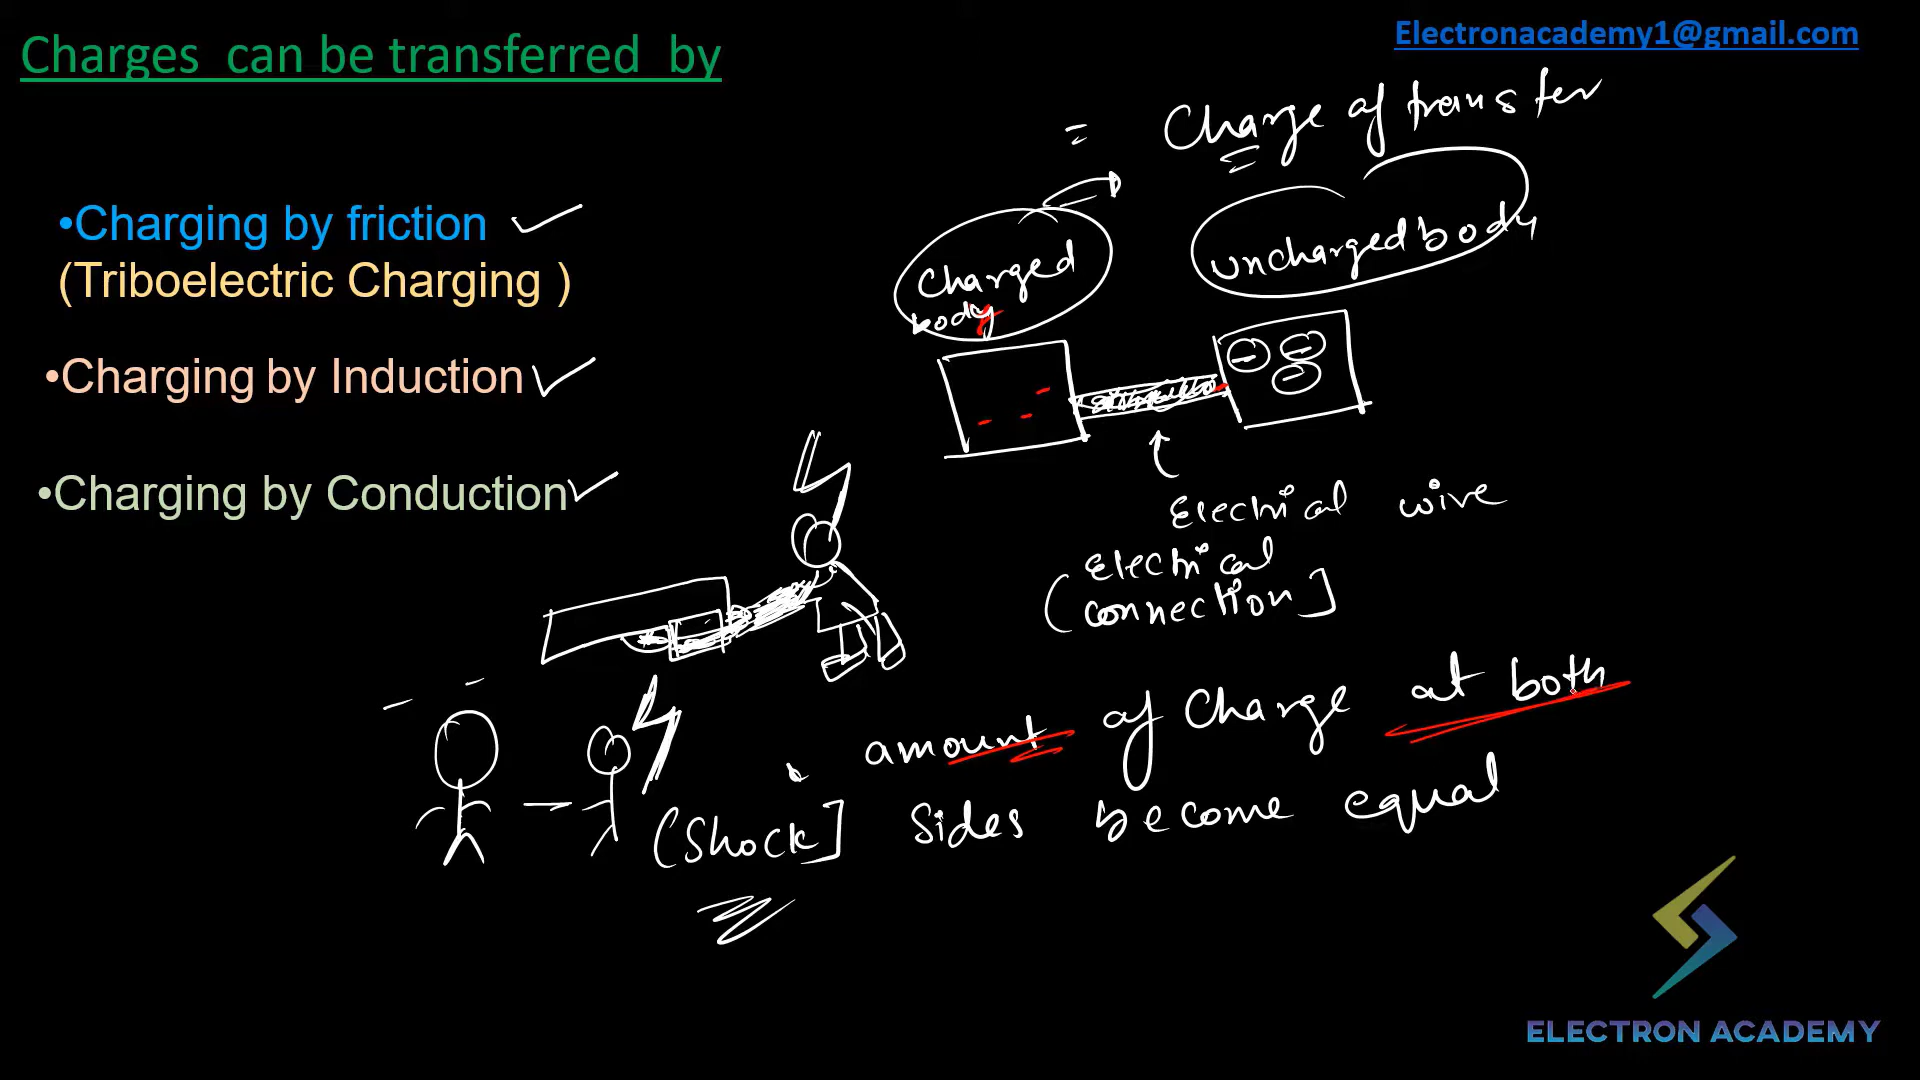 Charges can be transferred by
Electronacademy1@gmail.com
= Charge of transfer
•Charging by friction
(Triboelectric Charging )
•Charging by Induction
•Charging by Conduction
Charged
body
uncharged body
Electrical wire
(Electrical
connection]
amount of charge at both
sides become equal
(Shock]
ELECTRON ACADEMY